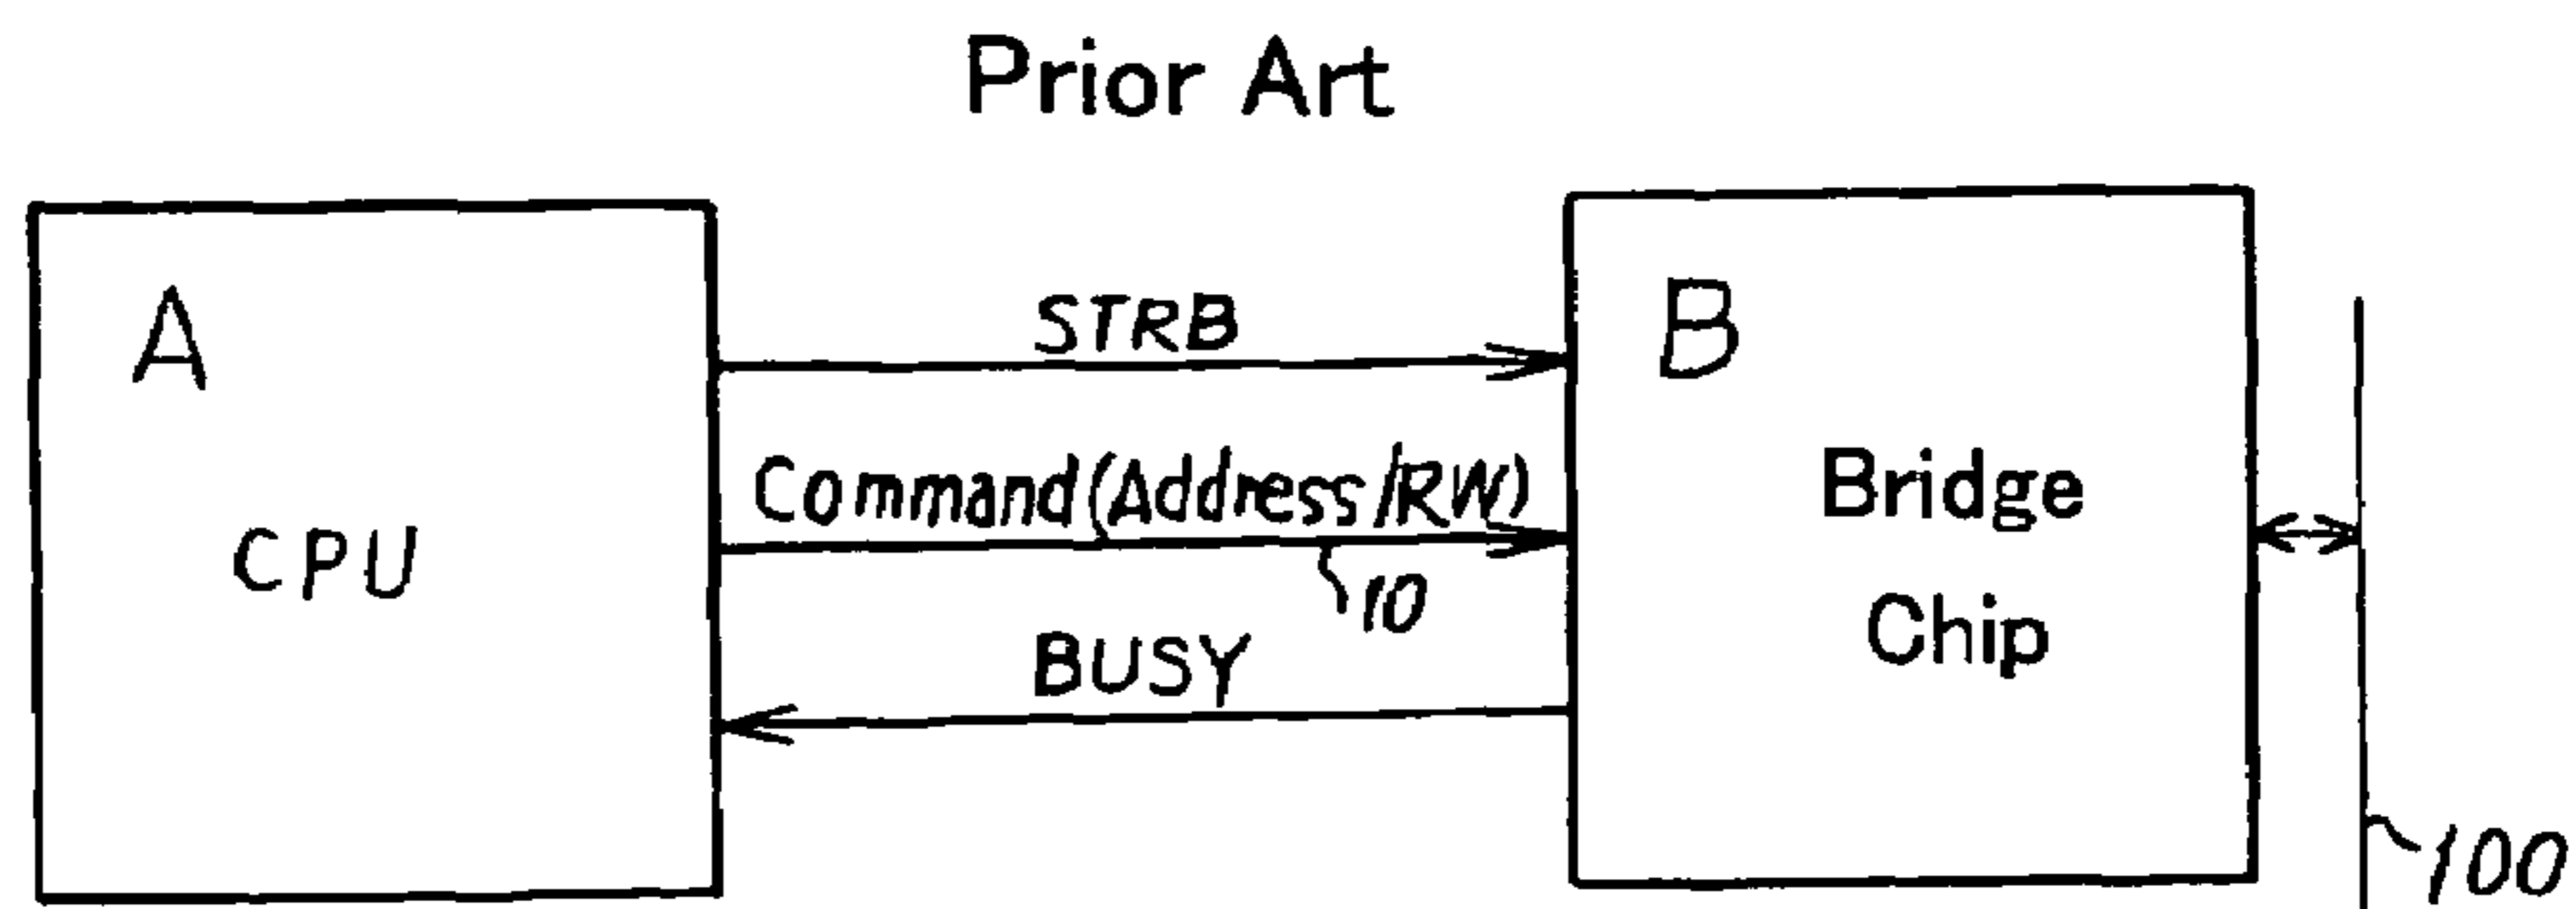 Prior Art
A
CPU
STRB
Command(Address/RW)
10
BUSY
B
Bridge
Chip
100